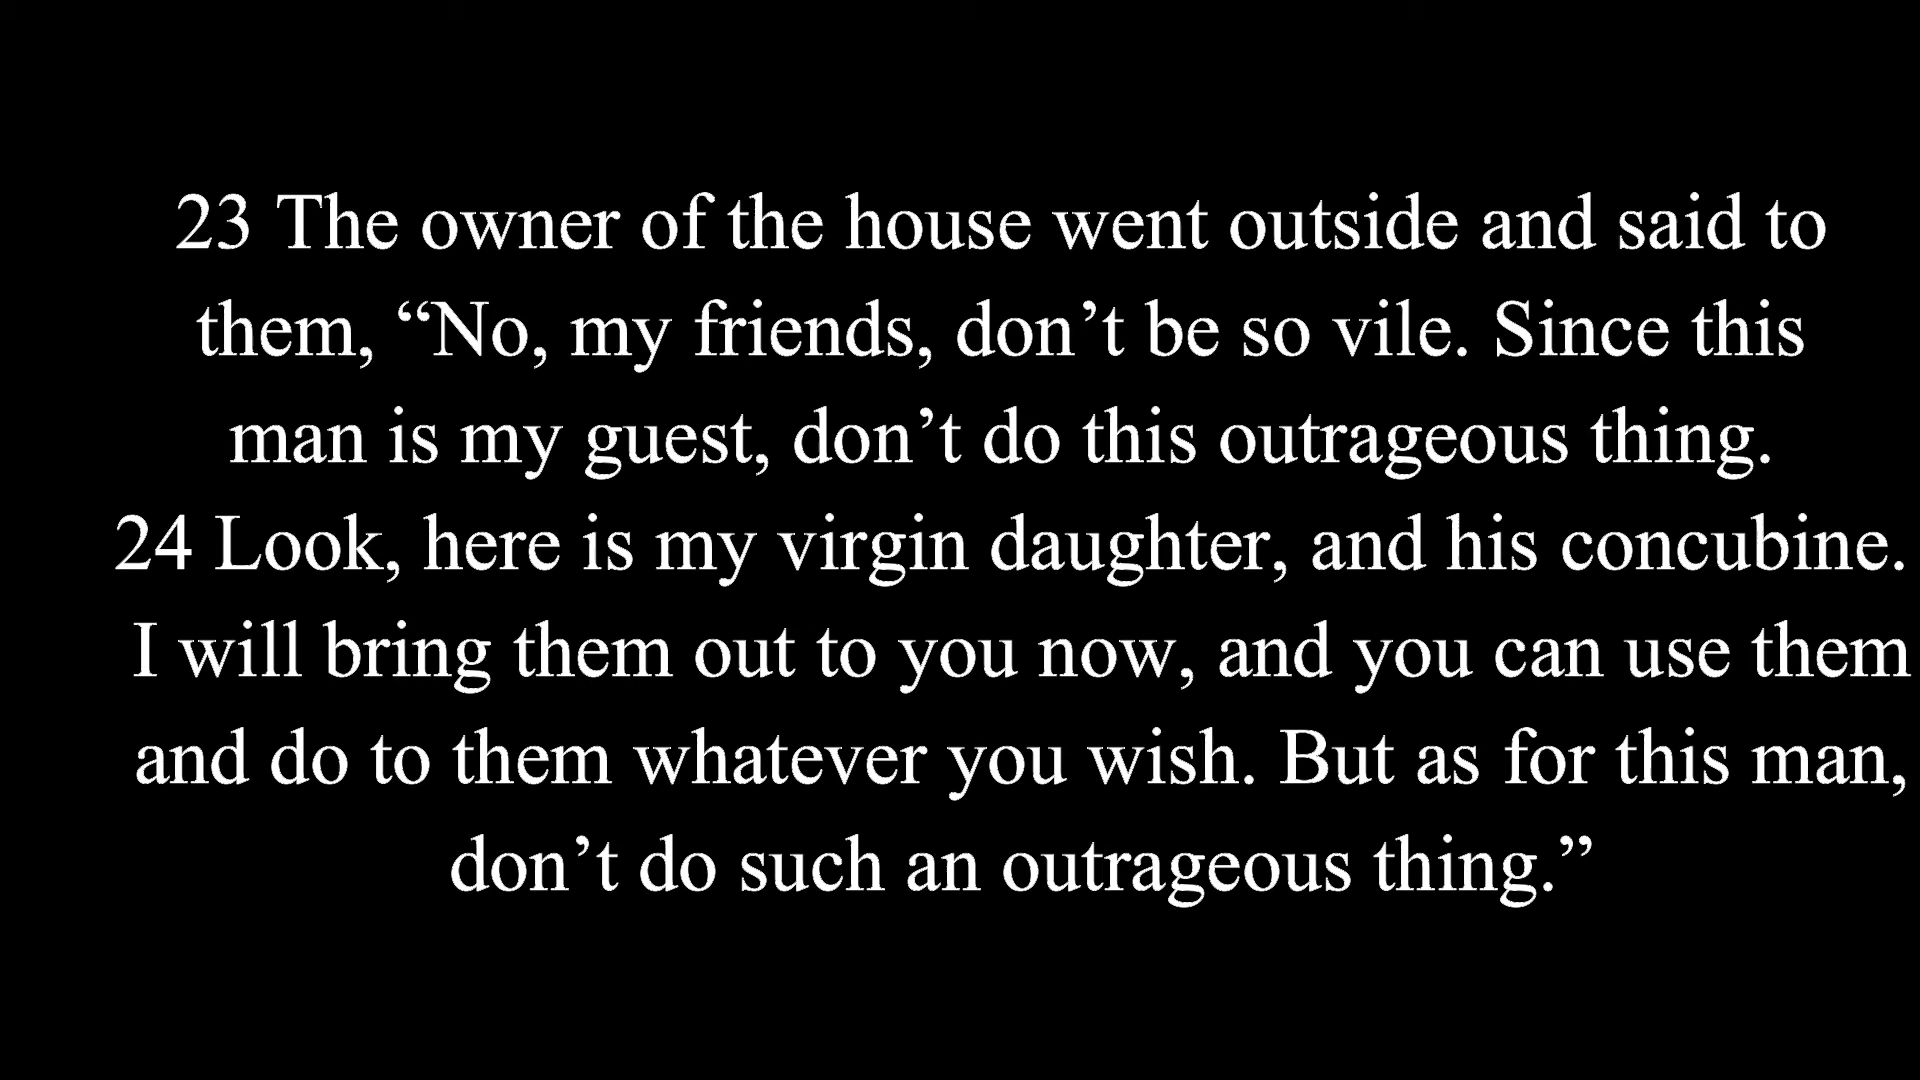 23 The owner of the house went outside and said to
them, “No, my friends, don’t be so vile. Since this
man is my guest, don’t do this outrageous thing.
24 Look, here is my virgin daughter, and his concubine.
I will bring them out to you now, and you can use them
and do to them whatever you wish. But as for this man,
don’t do such an outrageous thing.”